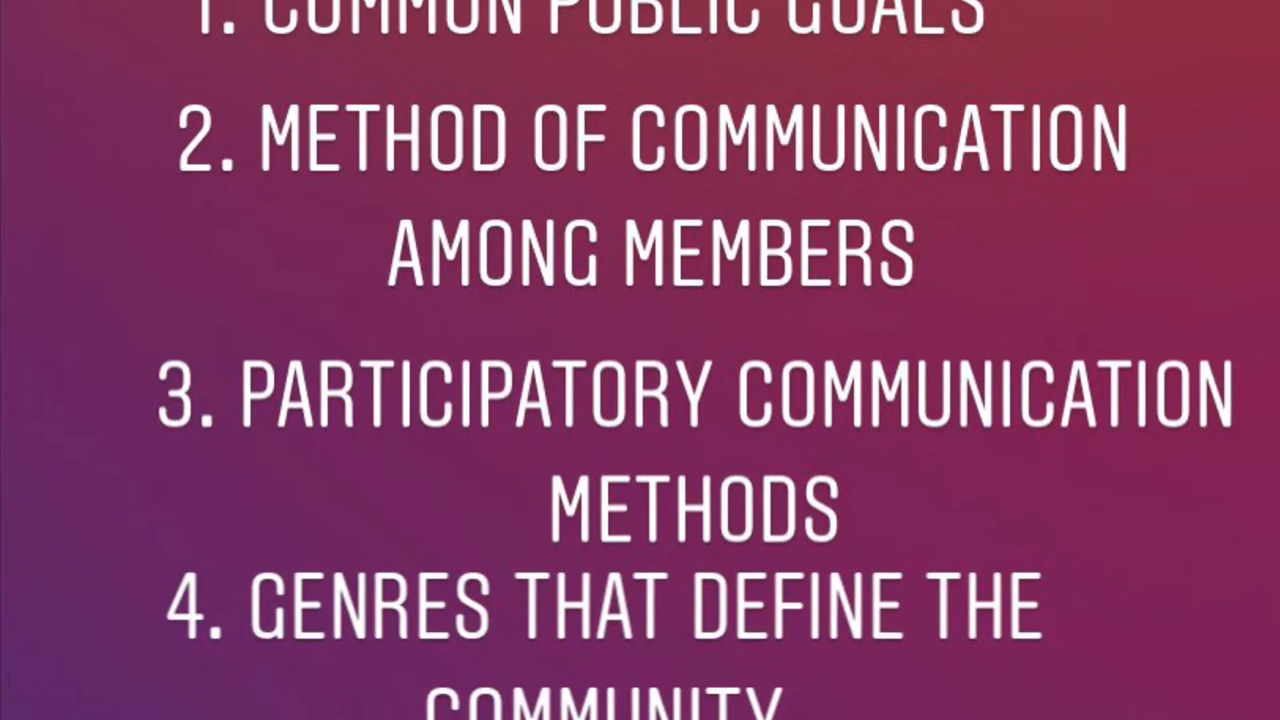 1. COMMON PUBLIC GOALS
2. METHOD OF COMMUNICATION
AMONG MEMBERS
3. PARTICIPATORY COMMUNICATION
METHODS
4. GENRES THAT DEFINE THE
COMMUNITY